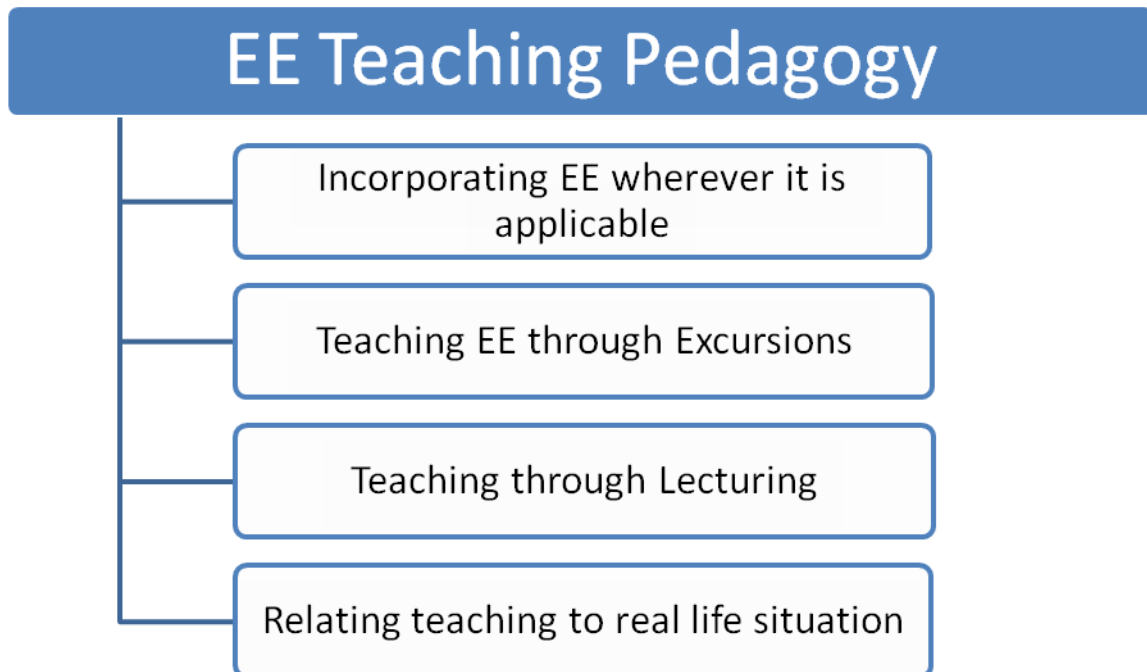 EE Teaching Pedagogy
Incorporating EE wherever it is
applicable
Teaching EE through Excursions
Teaching through Lecturing
Relating teaching to real life situation